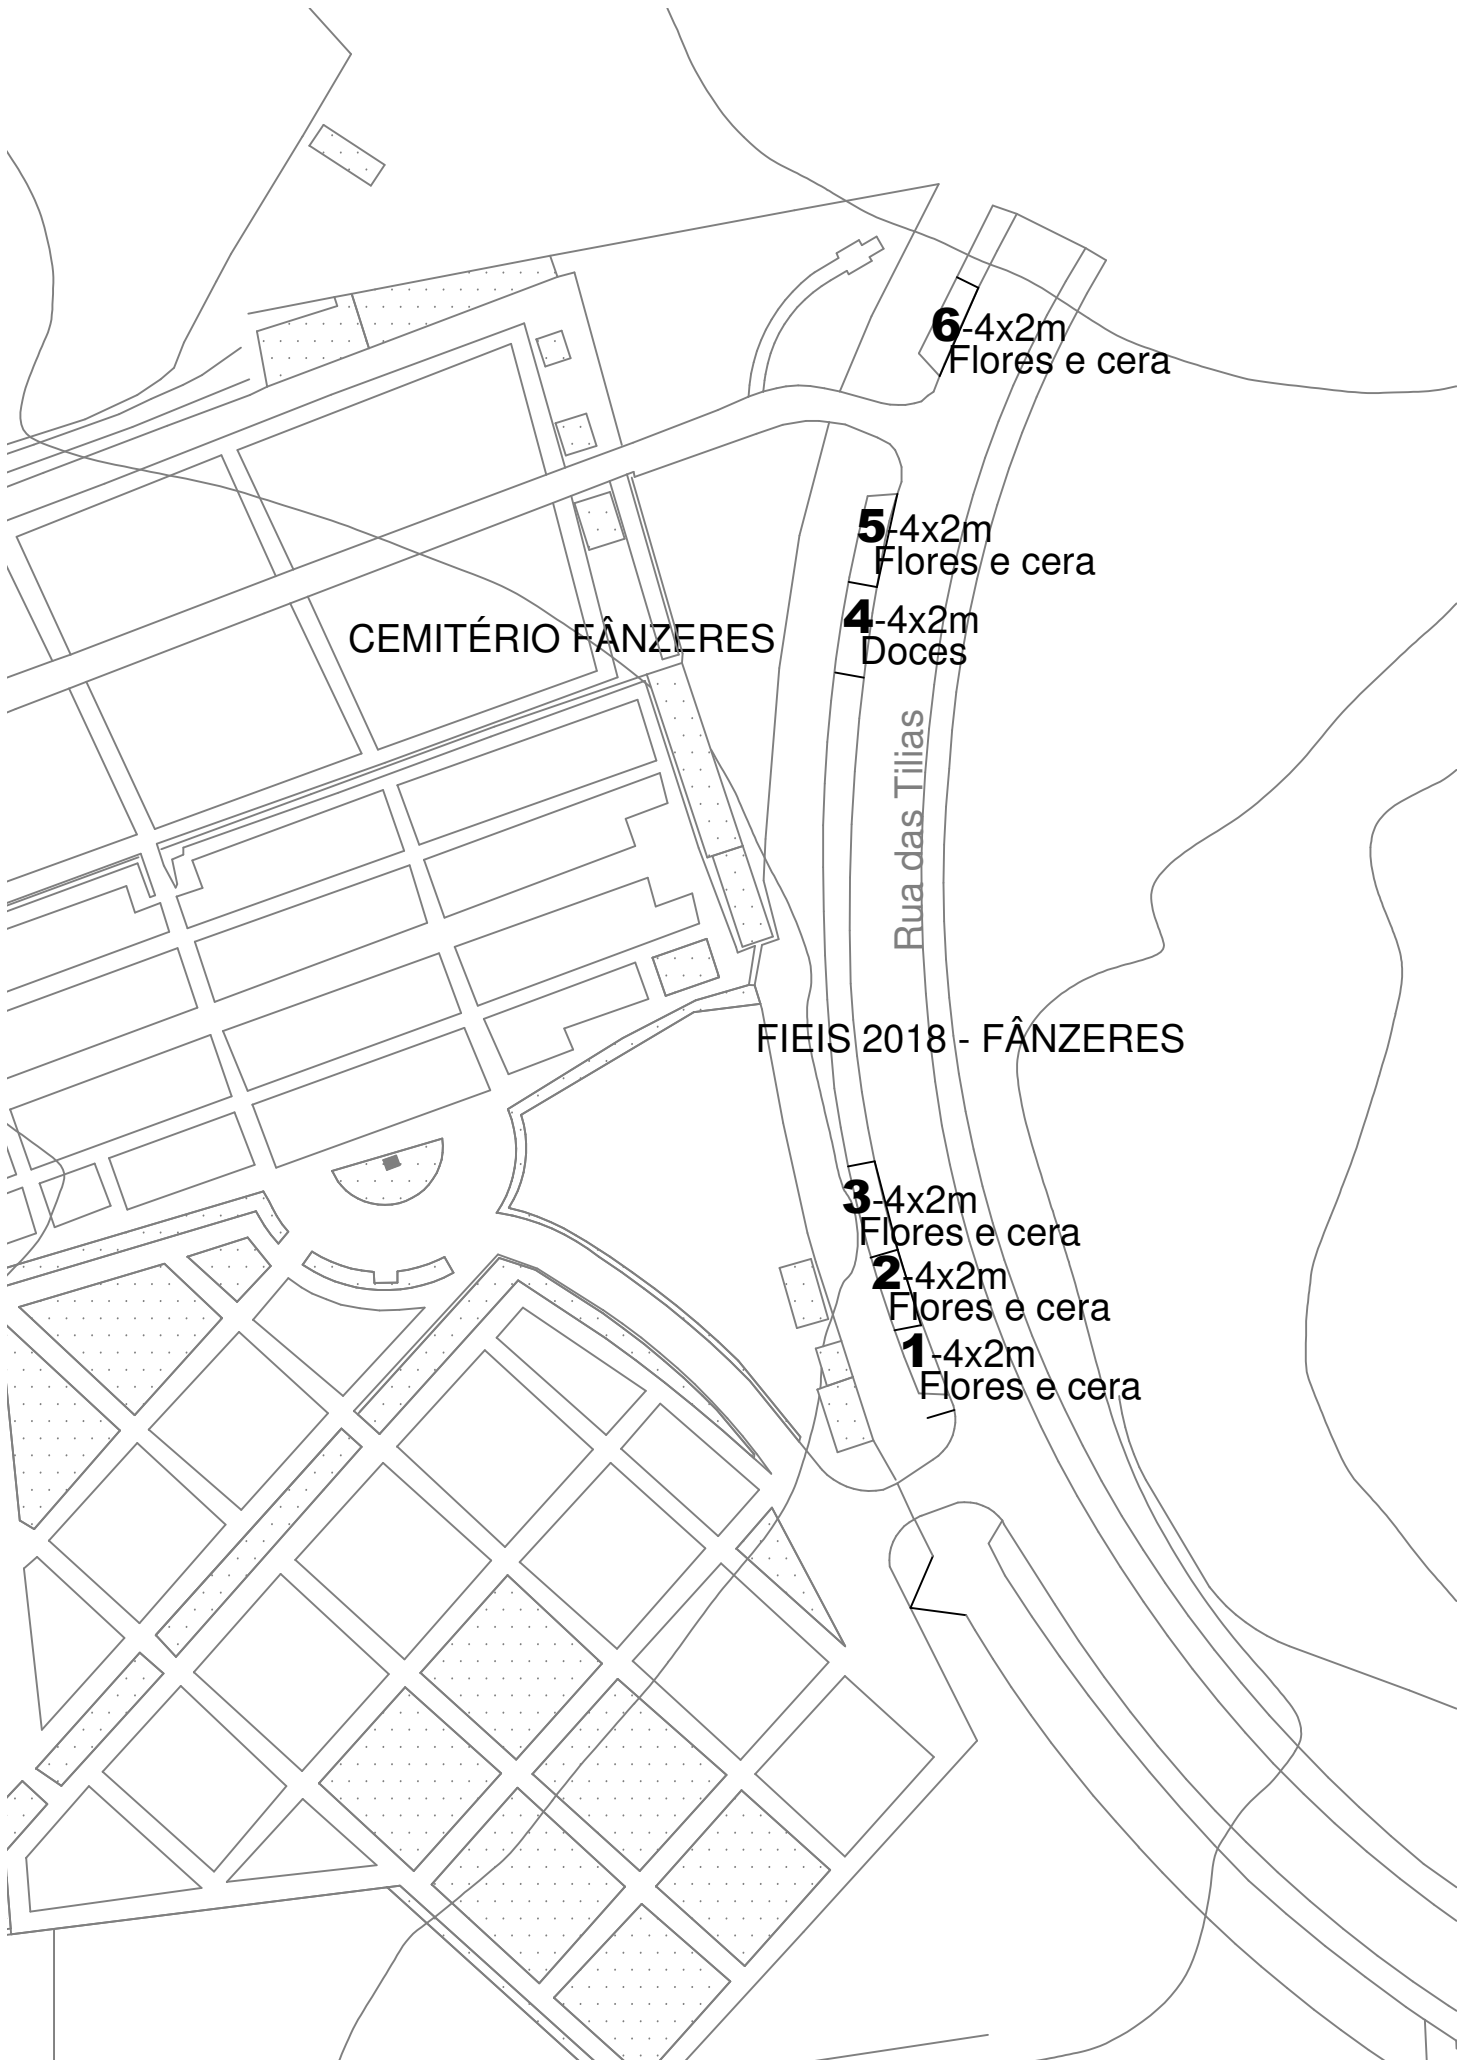 6-4x2m
Flores e cera
5-4x2m
Flores e cera
4-4x2m
Doces
CEMITÉRIO FÂNZERES
Rua das Tilias
FIEIS 2018 - FÂNZERES
3-4x2m
Flores e cera
2-4x2m
Flores e cera
1-4x2m
Flores e cera